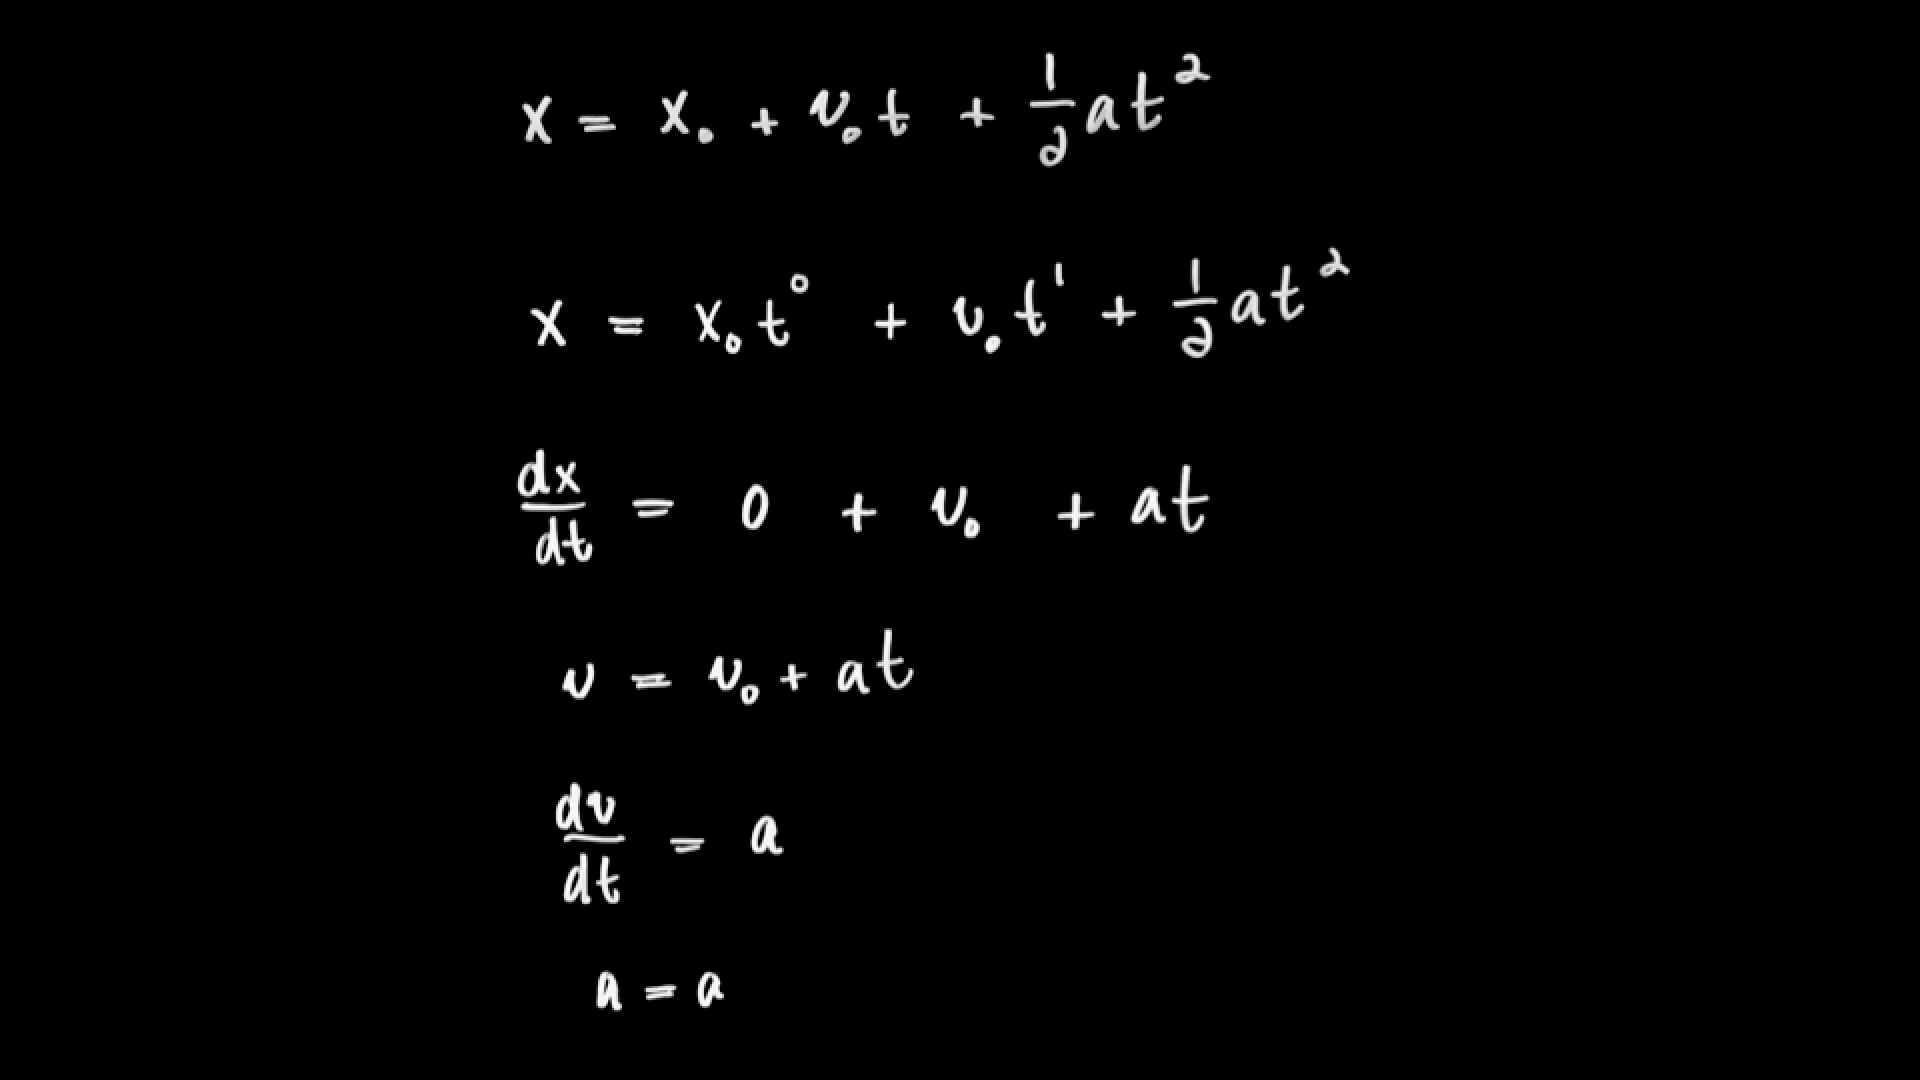 x = x₀ + v₀t + ½at²
x = x₀t⁰ + v₀t¹ + ½at²
dx/dt = 0 + v₀ + at
v = v₀ + at
dv/dt = a
a = a